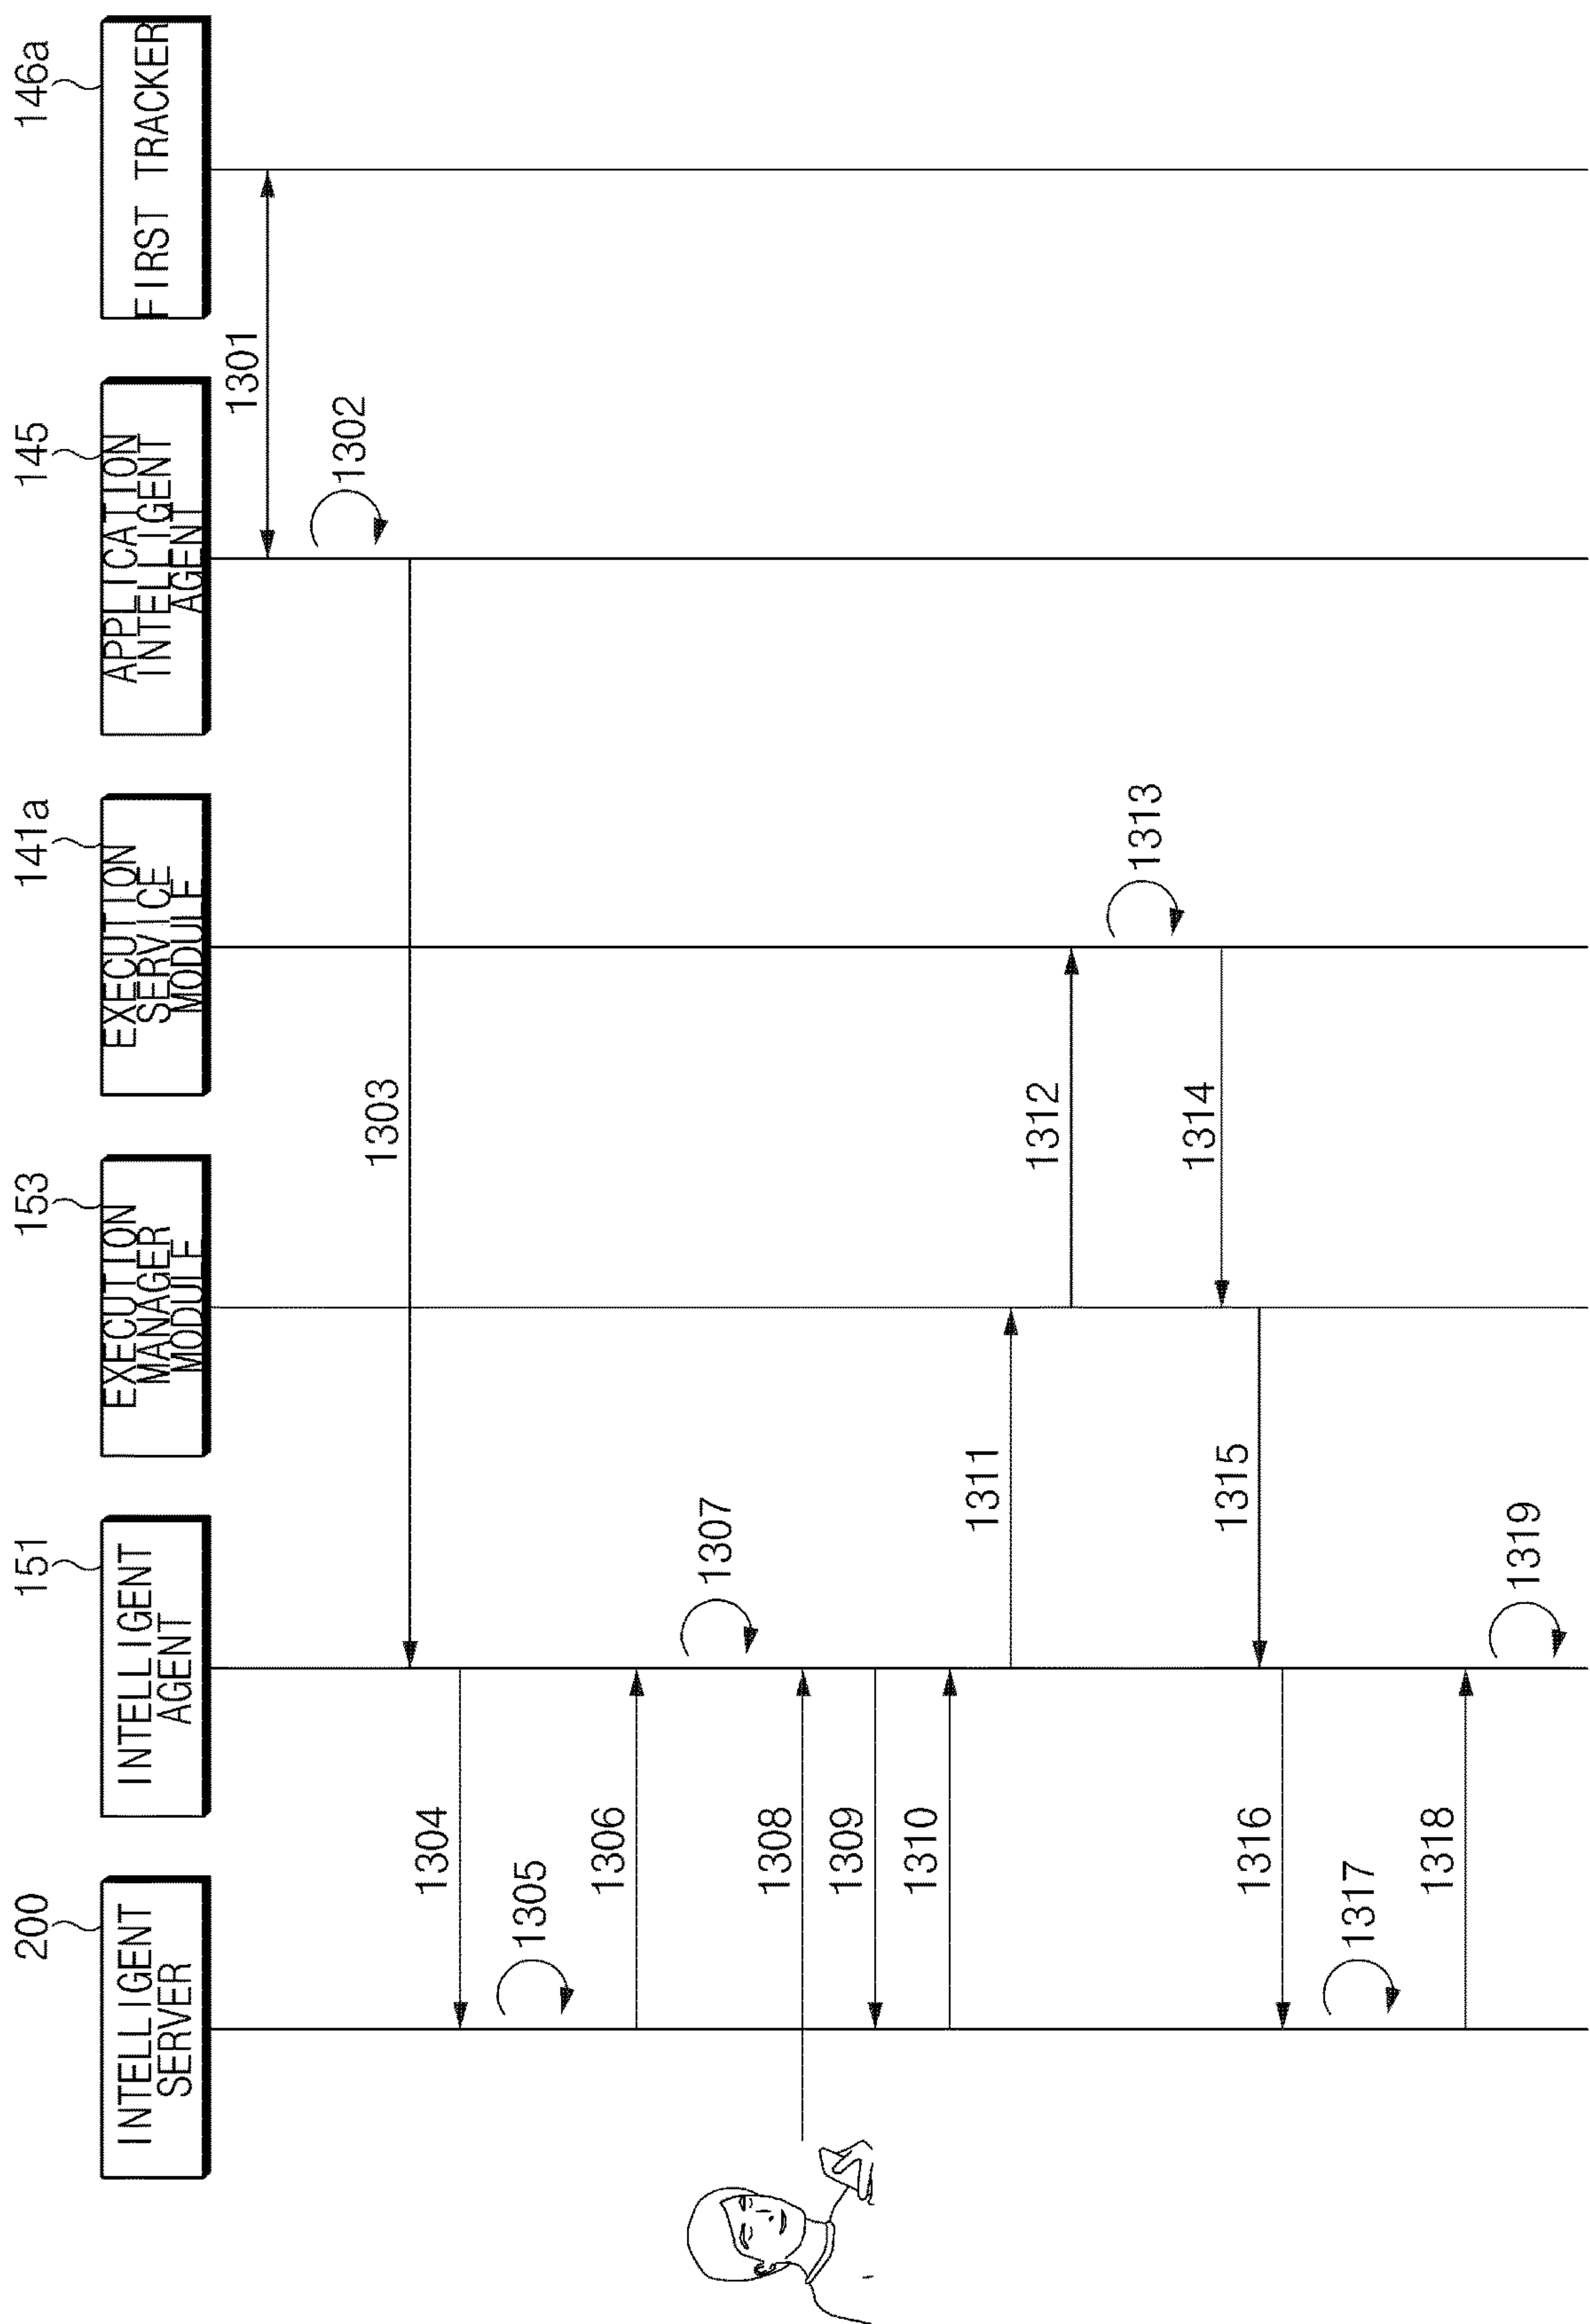 200
INTELLIGENT
SERVER
151
INTELLIGENT
AGENT
153
EXECUTION
MANAGER
MODULE
141a
EXECUTION
SERVICE
MODULE
145
APPLICATION
INTELLIGENT
AGENT
146a
FIRST TRACKER
1301
1302
1303
1304
1305
1306
1307
1308
1309
1310
1311
1312
1313
1314
1315
1316
1317
1318
1319